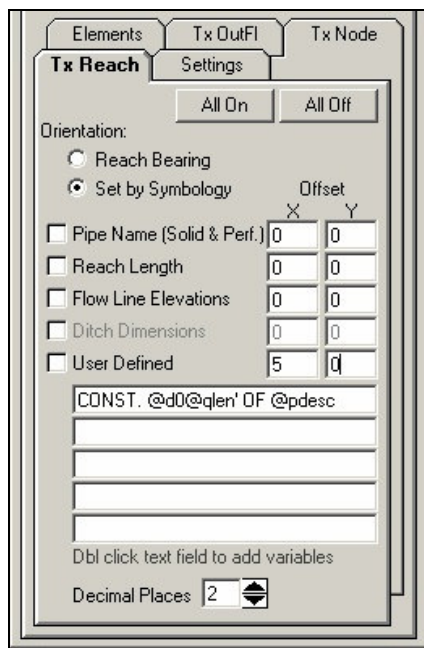 Elements Tx OutFl Tx Node
Tx Reach Settings
All On All Off
Orientation:
Reach Bearing
Set by Symbology Offset
X Y
Pipe Name (Solid & Perf.) 0 0
Reach Length 0 0
Flow Line Elevations 0 0
Ditch Dimensions 0 0
User Defined 5 0
CONST. @d0@qlen' OF @pdesc
Dbl click text field to add variables
Decimal Places 2